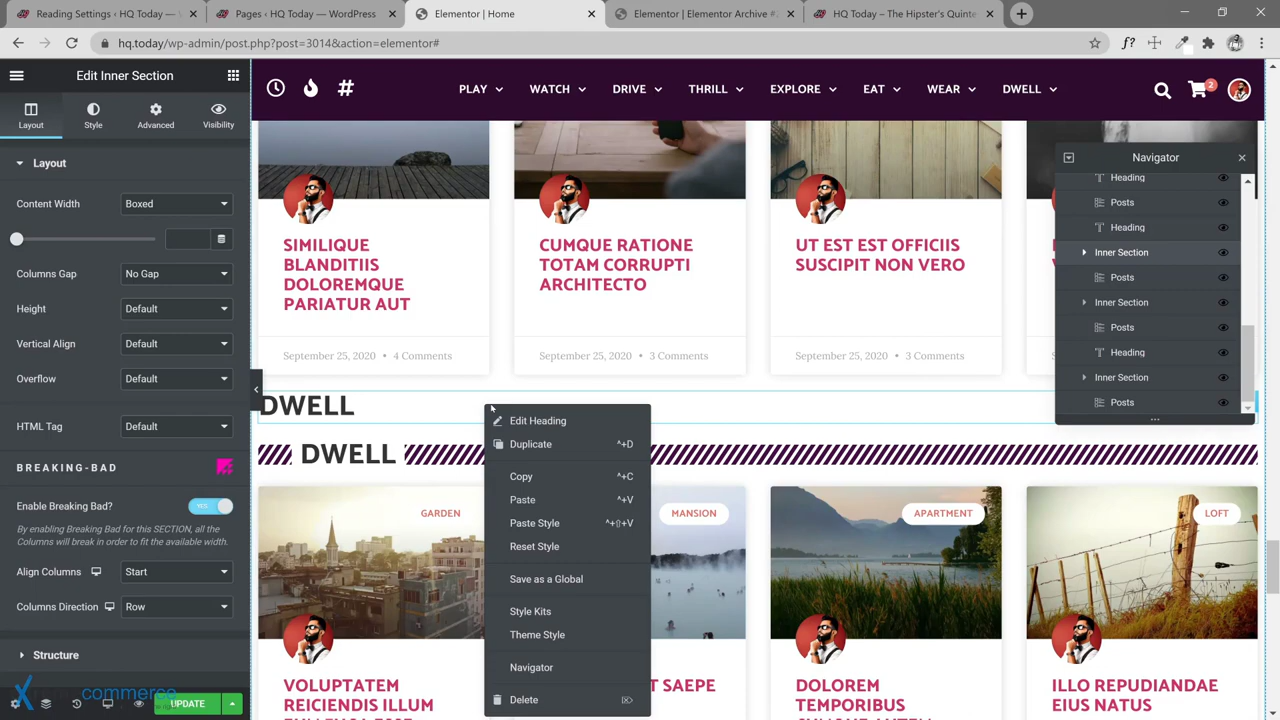 Reading Settings ‹ HQ Today — W
Pages ‹ HQ Today — WordPress
Elementor | Home
Elementor | Elementor Archive #
HQ Today – The Hipster's Quinte
hq.today/wp-admin/post.php?post=3014&action=elementor#
f?
Edit Inner Section
Layout
Style
Advanced
Visibility
Layout
Content Width
Boxed
Columns Gap
No Gap
Height
Default
Vertical Align
Default
Overflow
Default
HTML Tag
Default
BREAKING-BAD
Enable Breaking Bad?
YES
By enabling Breaking Bad for this SECTION, all the
Columns will break in order to fit the available width.
Align Columns
Start
Columns Direction
Row
Structure
commerce
UPDATE
#
PLAY
WATCH
DRIVE
THRILL
EXPLORE
EAT
WEAR
DWELL
2
SIMILIQUE
BLANDITIIS
DOLOREMQUE
PARIATUR AUT
September 25, 2020 • 4 Comments
CUMQUE RATIONE
TOTAM CORRUPTI
ARCHITECTO
September 25, 2020 • 3 Comments
UT EST EST OFFICIIS
SUSCIPIT NON VERO
September 25, 2020 • 3 Comments
Navigator
Heading
Posts
Heading
Inner Section
Posts
Inner Section
Posts
Heading
Inner Section
Posts
DWELL
DWELL
Edit Heading
Duplicate ^+D
Copy ^+C
Paste ^+V
Paste Style ^+⇧+V
Reset Style
Save as a Global
Style Kits
Theme Style
Navigator
Delete
GARDEN
MANSION
APARTMENT
LOFT
VOLUPTATEM
REICIENDIS ILLUM
T SAEPE
DOLOREM
TEMPORIBUS
ILLO REPUDIANDAE
EIUS NATUS